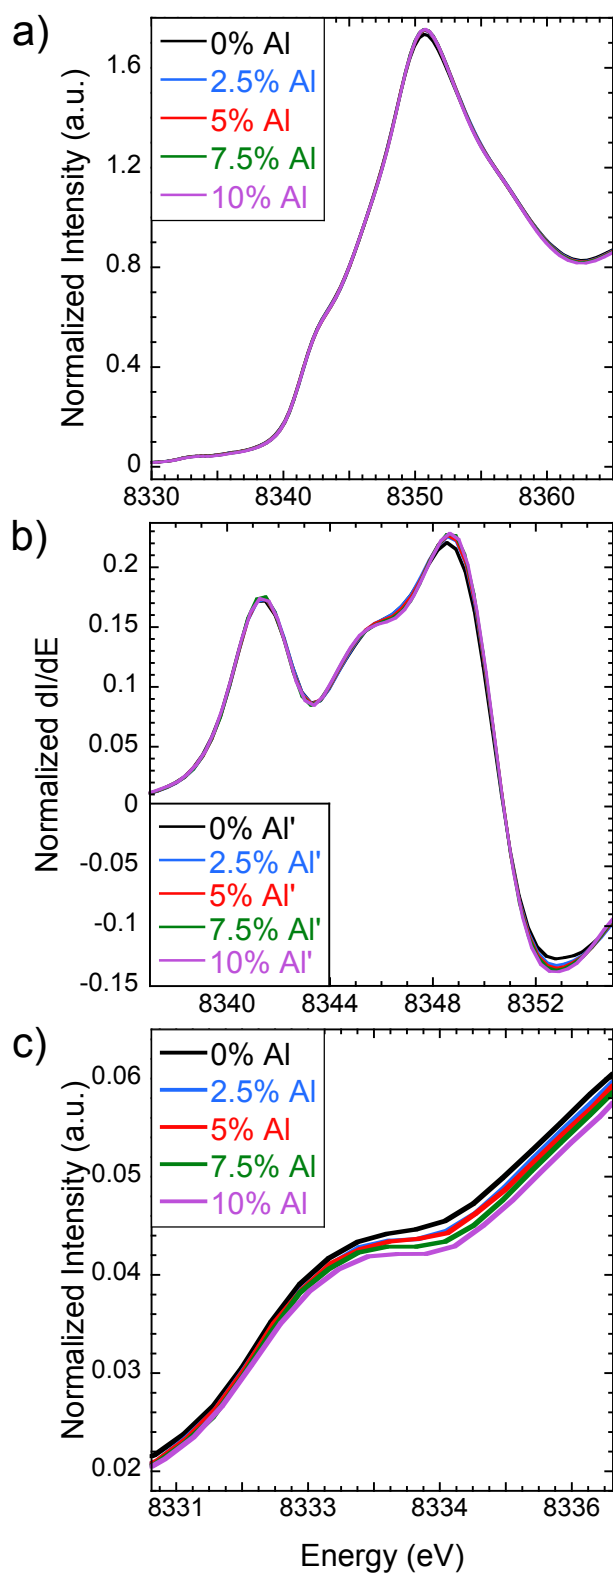 a)
Normalized Intensity (a.u.)
1.6
1.2
0.8
0.4
0
0% Al
2.5% Al
5% Al
7.5% Al
10% Al
8330 8340 8350 8360
b)
Normalized dI/dE
0.2
0.15
0.1
0.05
0
-0.05
-0.1
-0.15
0% Al'
2.5% Al'
5% Al'
7.5% Al'
10% Al'
8340 8344 8348 8352
c)
Normalized Intensity (a.u.)
0.06
0.05
0.04
0.03
0.02
0% Al
2.5% Al
5% Al
7.5% Al
10% Al
8331 8333 8334 8336
Energy (eV)